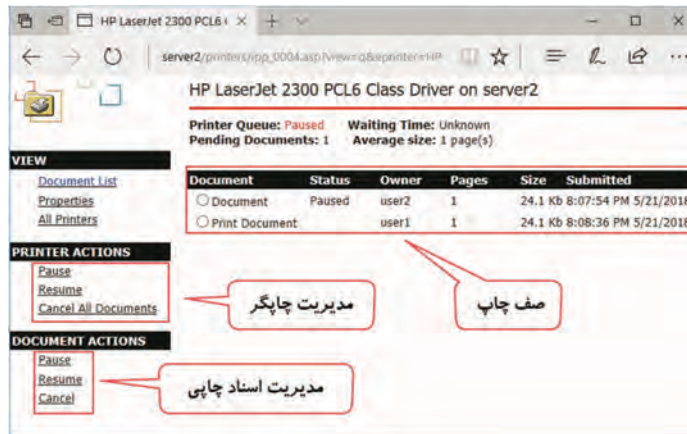 HP LaserJet 2300 PCL6
server2/printers/ipp_0004.asp?view=q&eprinter=HP
HP LaserJet 2300 PCL6 Class Driver on server2
Printer Queue: Paused Waiting Time: Unknown
Pending Documents: 1 Average size: 1 page(s)
VIEW
Document List
Properties
All Printers
PRINTER ACTIONS
Pause
Resume
Cancel All Documents
DOCUMENT ACTIONS
Pause
Resume
Cancel
Document Status Owner Pages Size Submitted
Document Paused user2 1 24.1 Kb 8:07:54 PM 5/21/2018
Print Document user1 1 24.1 Kb 8:08:36 PM 5/21/2018
مدیریت چاپگر
صف چاپ
مدیریت اسناد چاپی